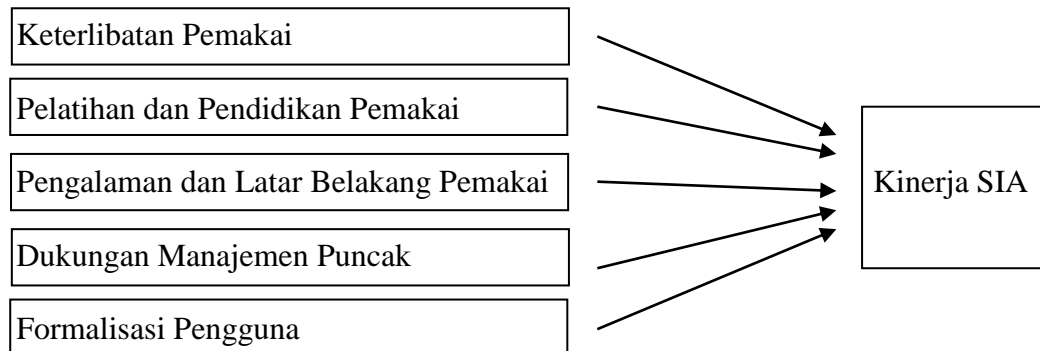 Keterlibatan Pemakai
Pelatihan dan Pendidikan Pemakai
Pengalaman dan Latar Belakang Pemakai
Dukungan Manajemen Puncak
Formalisasi Pengguna
Kinerja SIA